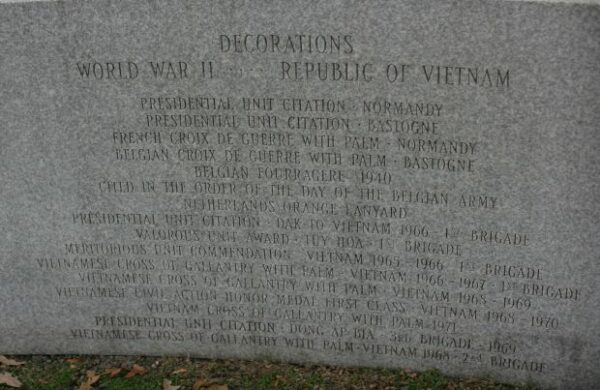 DECORATIONS
WORLD WAR II REPUBLIC OF VIETNAM
PRESIDENTIAL UNIT CITATION · NORMANDY
PRESIDENTIAL UNIT CITATION · BASTOGNE
FRENCH CROIX DE GUERRE WITH PALM · NORMANDY
BELGIAN CROIX DE GUERRE WITH PALM · BASTOGNE
BELGIAN FOURRAGERE 1940
CITED IN THE ORDER OF THE DAY OF THE BELGIAN ARMY
NETHERLANDS ORANGE LANYARD
PRESIDENTIAL UNIT CITATION · DAK TO VIETNAM 1966 · 1ST BRIGADE
VALOROUS UNIT AWARD · TUY HOA · 1ST BRIGADE
MERITORIOUS UNIT COMMENDATION · VIETNAM 1965 - 1966 · 1ST BRIGADE
VIETNAMESE CROSS OF GALLANTRY WITH PALM · VIETNAM 1966 - 1967 · 1ST BRIGADE
VIETNAMESE CROSS OF GALLANTRY WITH PALM · VIETNAM 1968 - 1969
VIETNAMESE CIVIL ACTION HONOR MEDAL FIRST CLASS · VIETNAM 1968 - 1970
VIETNAM CROSS OF GALLANTRY WITH PALM · 1971
PRESIDENTIAL UNIT CITATION · DONG AP BIA · 3RD BRIGADE · 1969
VIETNAMESE CROSS OF GALLANTRY WITH PALM · VIETNAM 1968 · 2ND BRIGADE